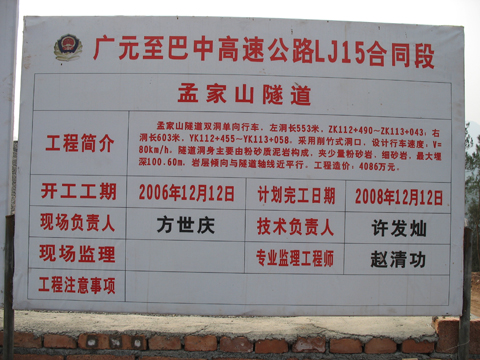 广元至巴中高速公路LJ15合同段
孟家山隧道
工程简介
孟家山隧道双洞单向行车，左洞长553米，ZK112+490~ZK113+043；右
洞长603米，YK112+455~YK113+058，采用削竹式洞口，设计行车速度，V=
80km/h，隧道洞身主要由粉砂质泥岩构成，夹少量粉砂岩、细砂岩，最大埋
深100.60m，岩层倾向与隧道轴线近平行，工程造价：4086万元。
开工工期 2006年12月12日 计划完工日期 2008年12月12日
现场负责人 方世庆 技术负责人 许发灿
现场监理 专业监理工程师 赵清功
工程注意事项